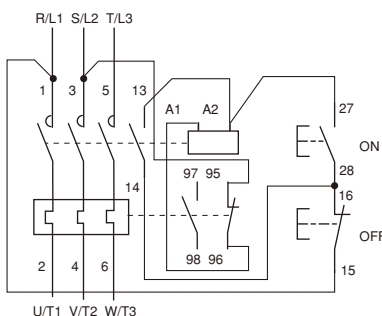 R/L1 S/L2 T/L3
1 3 5 13 A1 A2
27
ON
28
14 97 95
16
OFF
98 96
2 4 6 15
U/T1 V/T2 W/T3